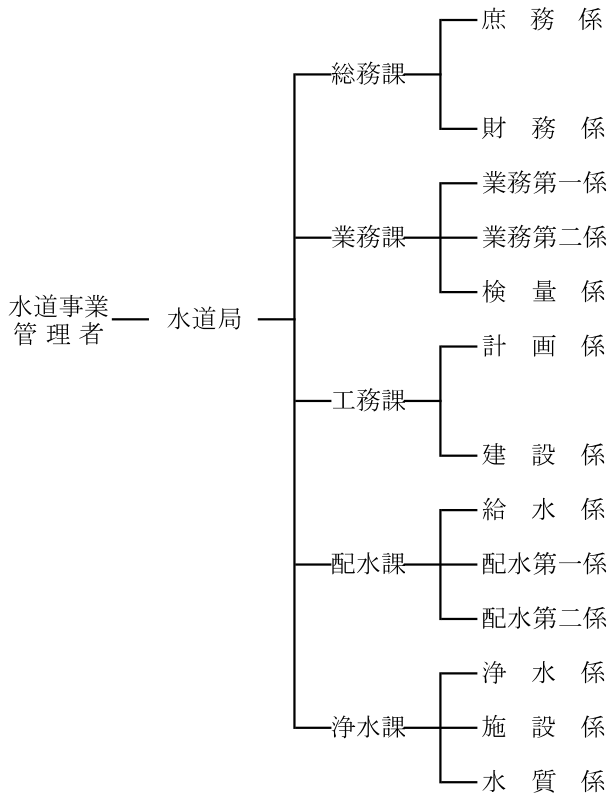 水道事業
管理者
水道局
総務課
庶務係
財務係
業務課
業務第一係
業務第二係
検量係
工務課
計画係
建設係
配水課
給水係
配水第一係
配水第二係
浄水課
浄水係
施設係
水質係